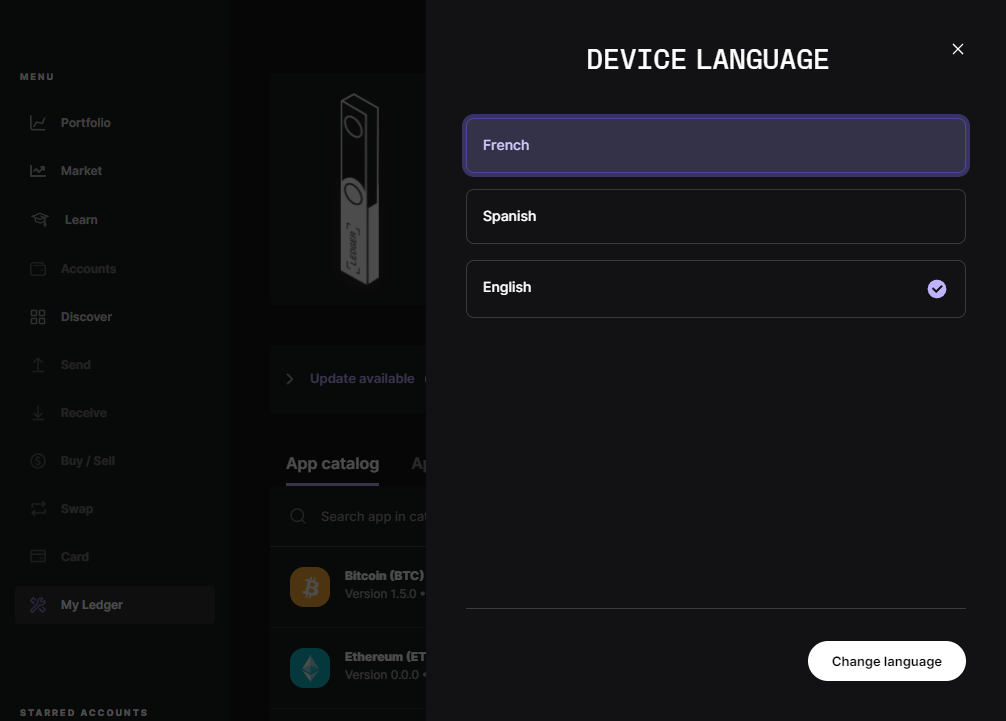 MENU
Portfolio
Market
Learn
Accounts
Discover
Send
Receive
Buy / Sell
Swap
Card
My Ledger
STARRED ACCOUNTS
LEDGER
Update available
App catalog
Ap
Search app in cat
Bitcoin (BTC)
Version 1.5.0 •
Ethereum (ET
Version 0.0.0 •
DEVICE LANGUAGE
French
Spanish
English
Change language